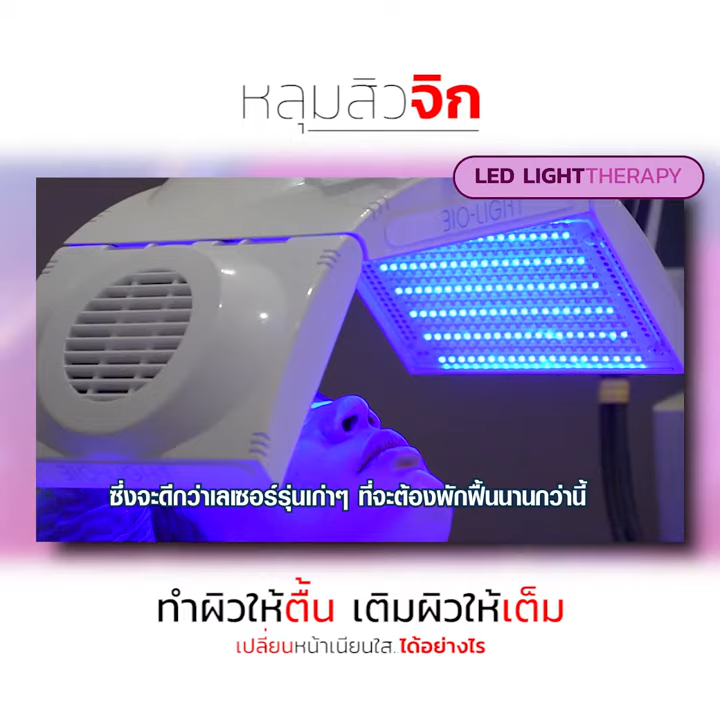 หลุมสิวจิก
LED LIGHTTHERAPY
BIO-LIGHT
BIO-LIGHT
ซึ่งจะดีกว่าเลเซอร์รุ่นเก่าๆ ที่จะต้องพักฟื้นนานกว่านี้
ทำผิวให้ตื้น เติมผิวให้เต็ม
เปลี่ยนหน้าเนียนใส..ได้อย่างไร